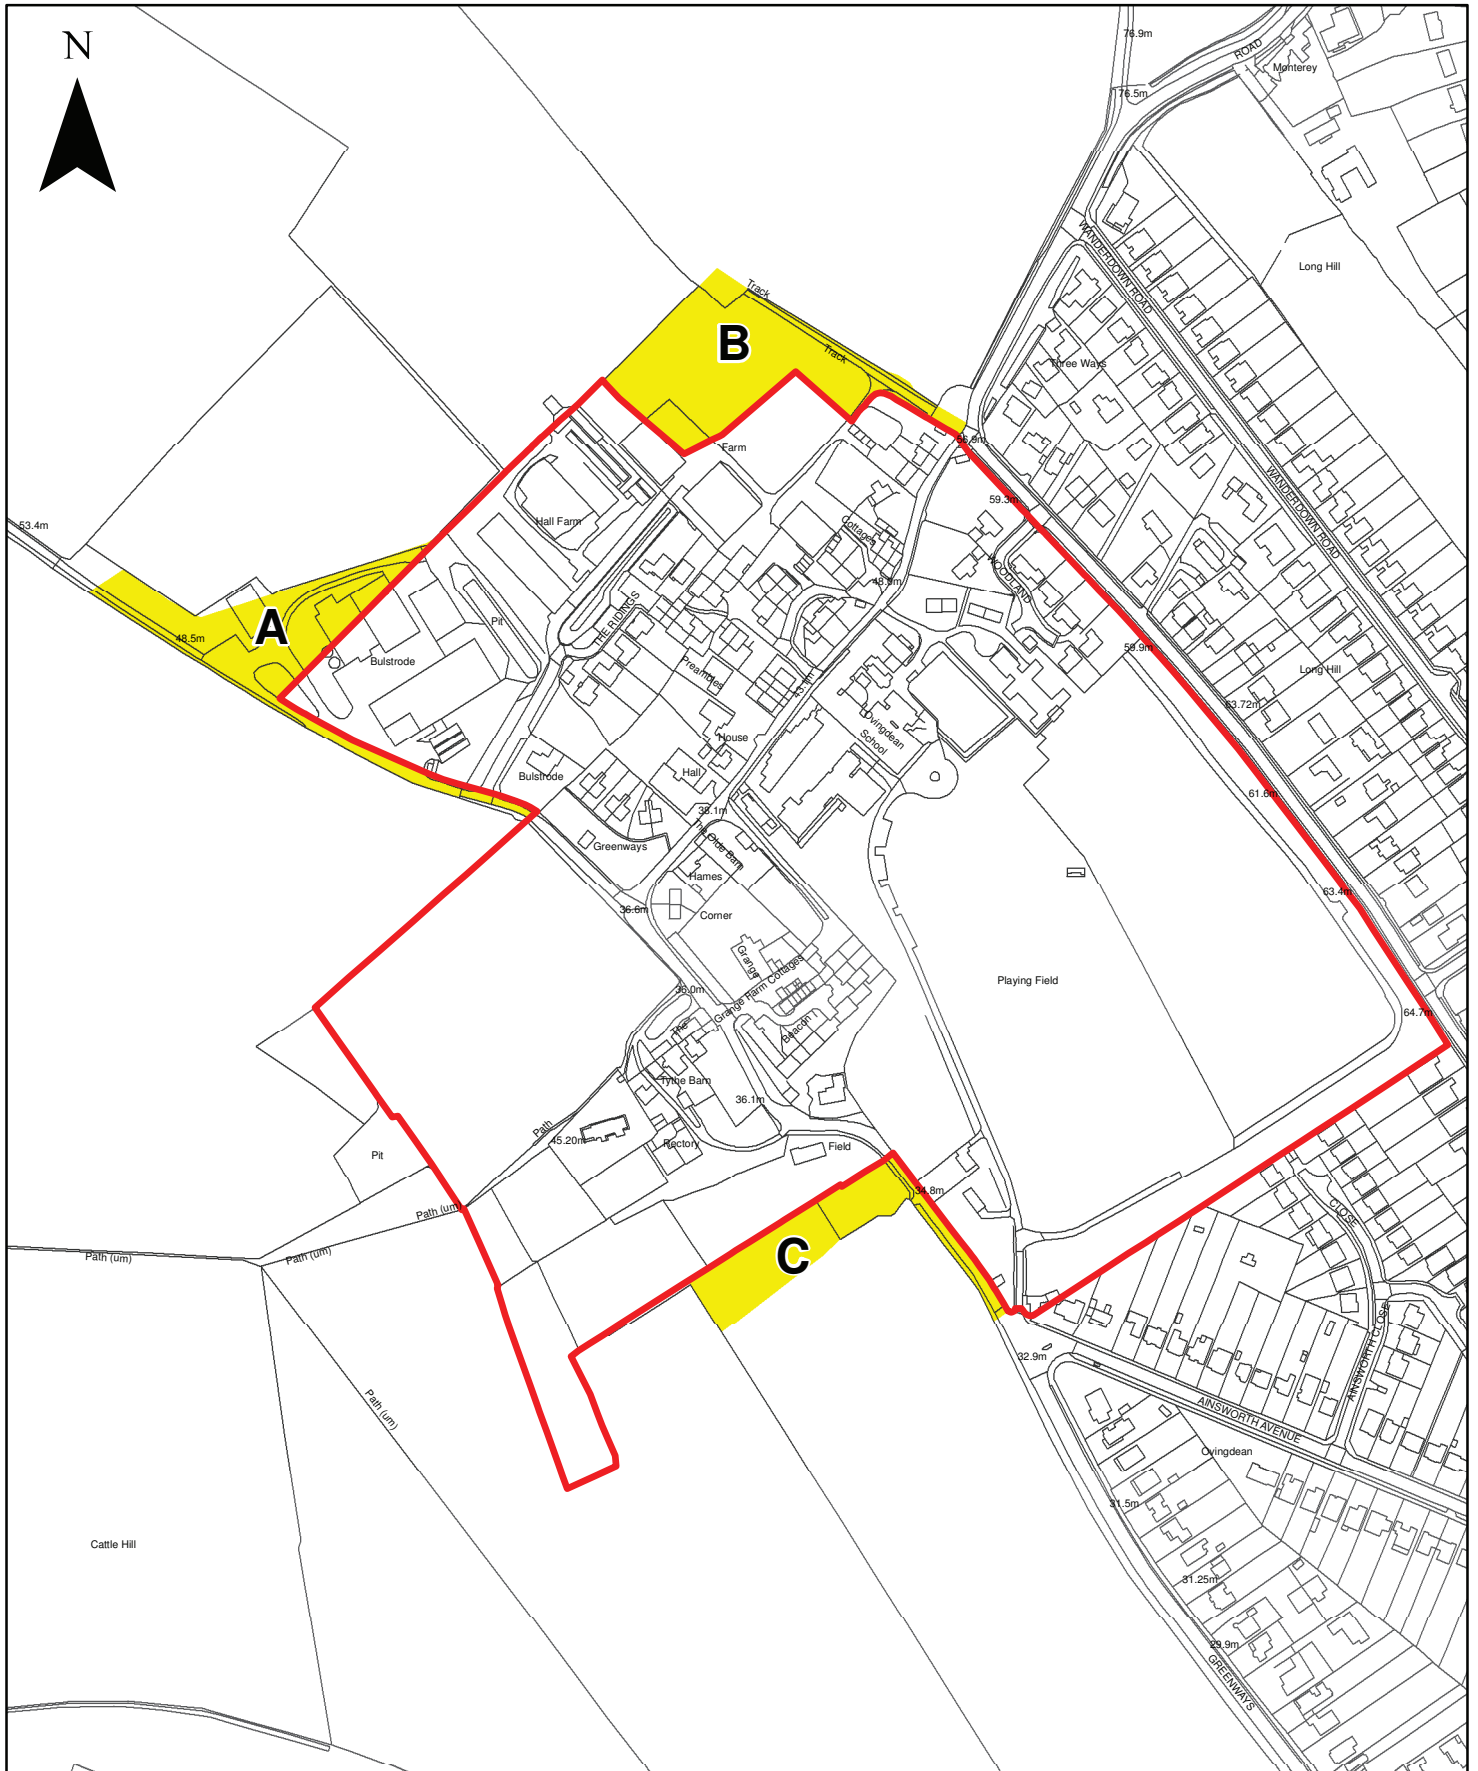 N
76.9m
ROAD
Monterey
76.5m
WANDERDOWN ROAD
Long Hill
Track
B
Track
Three Ways
56.9m
Farm
WANDERDOWN ROAD
59.3m
53.4m
Hall Farm
Cottages
48.9m
WOODLAND
THE RIDINGS
Pit
A
48.5m
59.9m
Bulstrode
Preambles
Long Hill
43.1m
63.72m
Ovingdean
School
House
Hall
Bulstrode
61.6m
38.1m
The Olde Barn
Greenways
Hames
63.4m
36.6m
Corner
Grange
Grange Farm Cottages
Playing Field
36.0m
64.7m
The
Beacon
Tythe Barn
36.1m
Path
45.20m
Rectory
Field
Pit
34.8m
Path (um)
CLOSE
Path (um)
Path (um)
C
32.9m
AINSWORTH CLOSE
Path (um)
AINSWORTH AVENUE
Ovingdean
31.5m
Cattle Hill
31.25m
29.9m
GREENWAYS